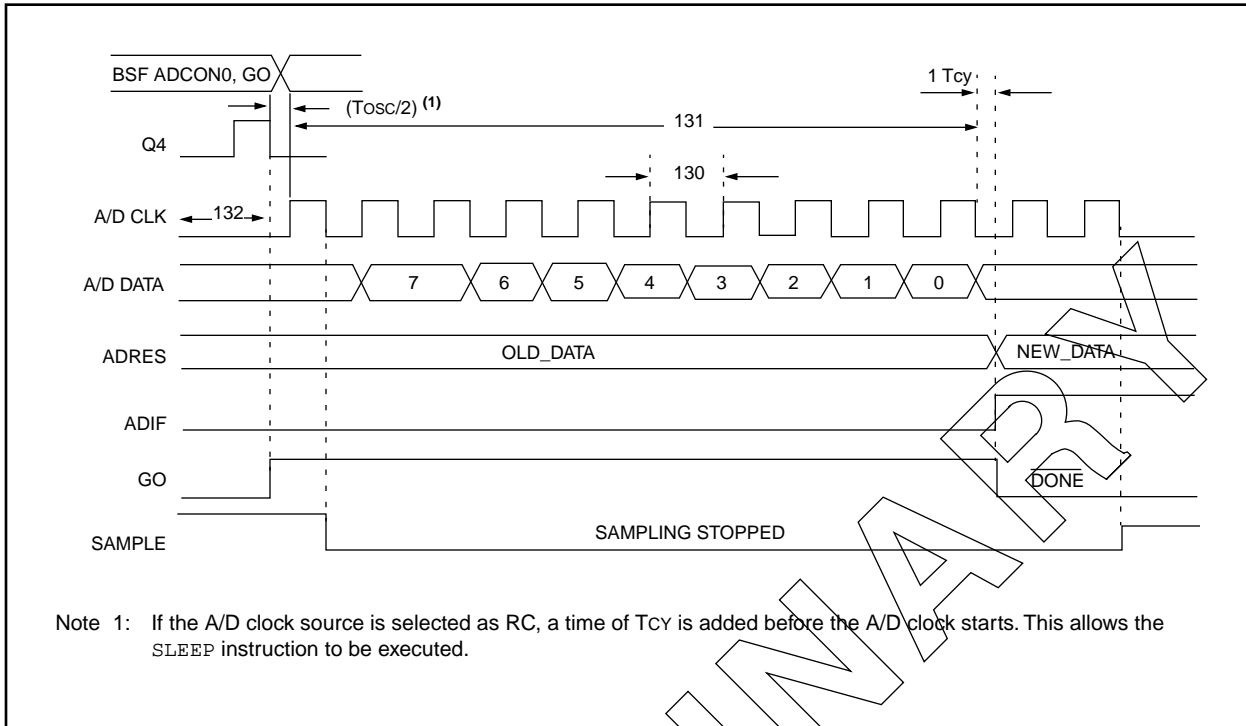 BSF ADCON0, GO
(TOSC/2) (1)
1 Tcy
131
Q4
130
A/D CLK
132
A/D DATA
7 6 5 4 3 2 1 0
ADRES
OLD_DATA
NEW_DATA
ADIF
GO
DONE
SAMPLE
SAMPLING STOPPED
Note 1: If the A/D clock source is selected as RC, a time of TCY is added before the A/D clock starts. This allows the
SLEEP instruction to be executed.
INARY